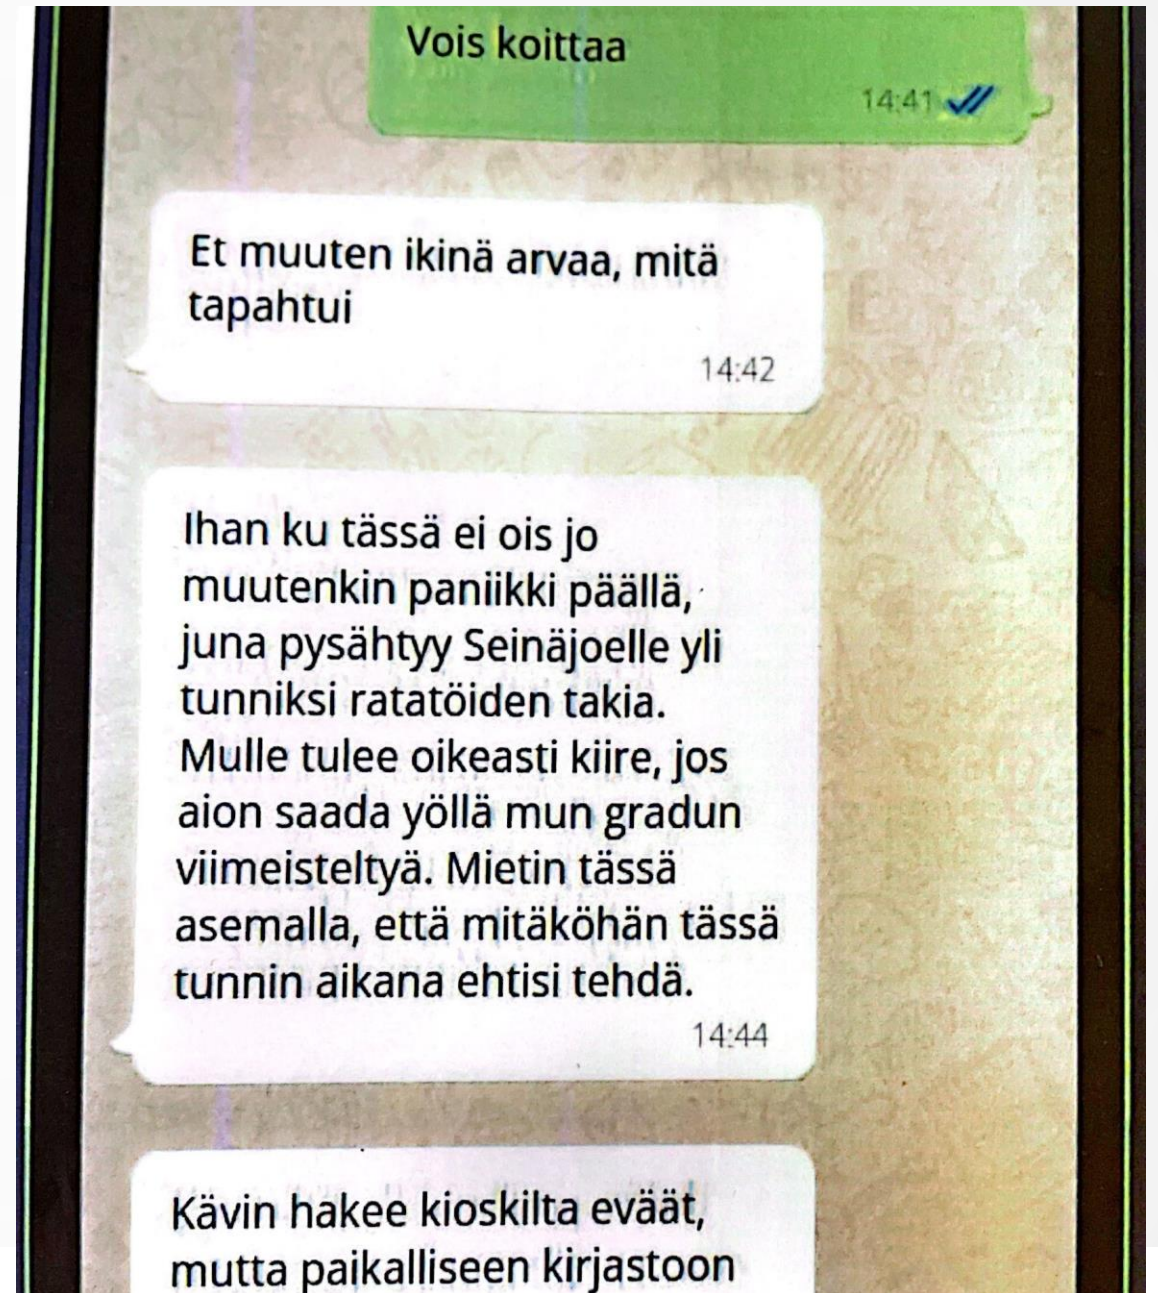 Vois koittaa
14:41
Et muuten ikinä arvaa, mitä
tapahtui
14:42
Ihan ku tässä ei ois jo
muutenkin paniikki päällä,
juna pysähtyy Seinäjoelle yli
tunniksi ratatöiden takia.
Mulle tulee oikeasti kiire, jos
aion saada yöllä mun gradun
viimeisteltyä. Mietin tässä
asemalla, että mitäköhän tässä
tunnin aikana ehtisi tehdä.
14:44
Kävin hakee kioskilta eväät,
mutta paikalliseen kirjastoon